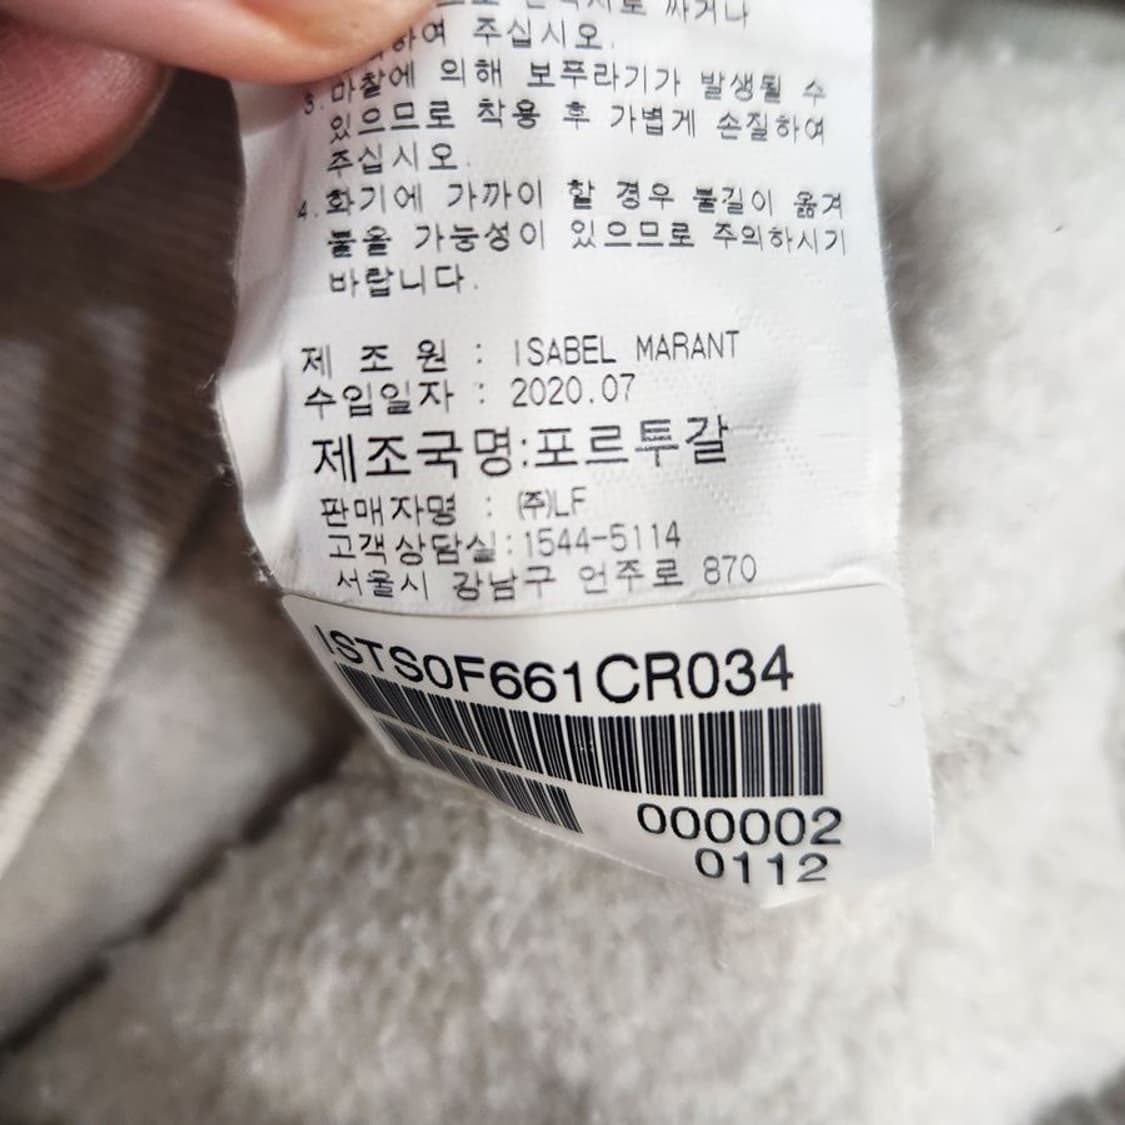 싸거나
하여 주십시오.
3. 마찰에 의해 보푸라기가 발생될 수
있으므로 착용 후 가볍게 손질하여
주십시오.
4. 화기에 가까이 할 경우 불길이 옮겨
붙을 가능성이 있으므로 주의하시기
바랍니다.
제 조 원 : ISABEL MARANT
수입일자 : 2020.07
제조국명:포르투갈
판매자명 : ㈜LF
고객상담실:1544-5114
서울시 강남구 언주로 870
ISTS0F661CR034
000002
0112